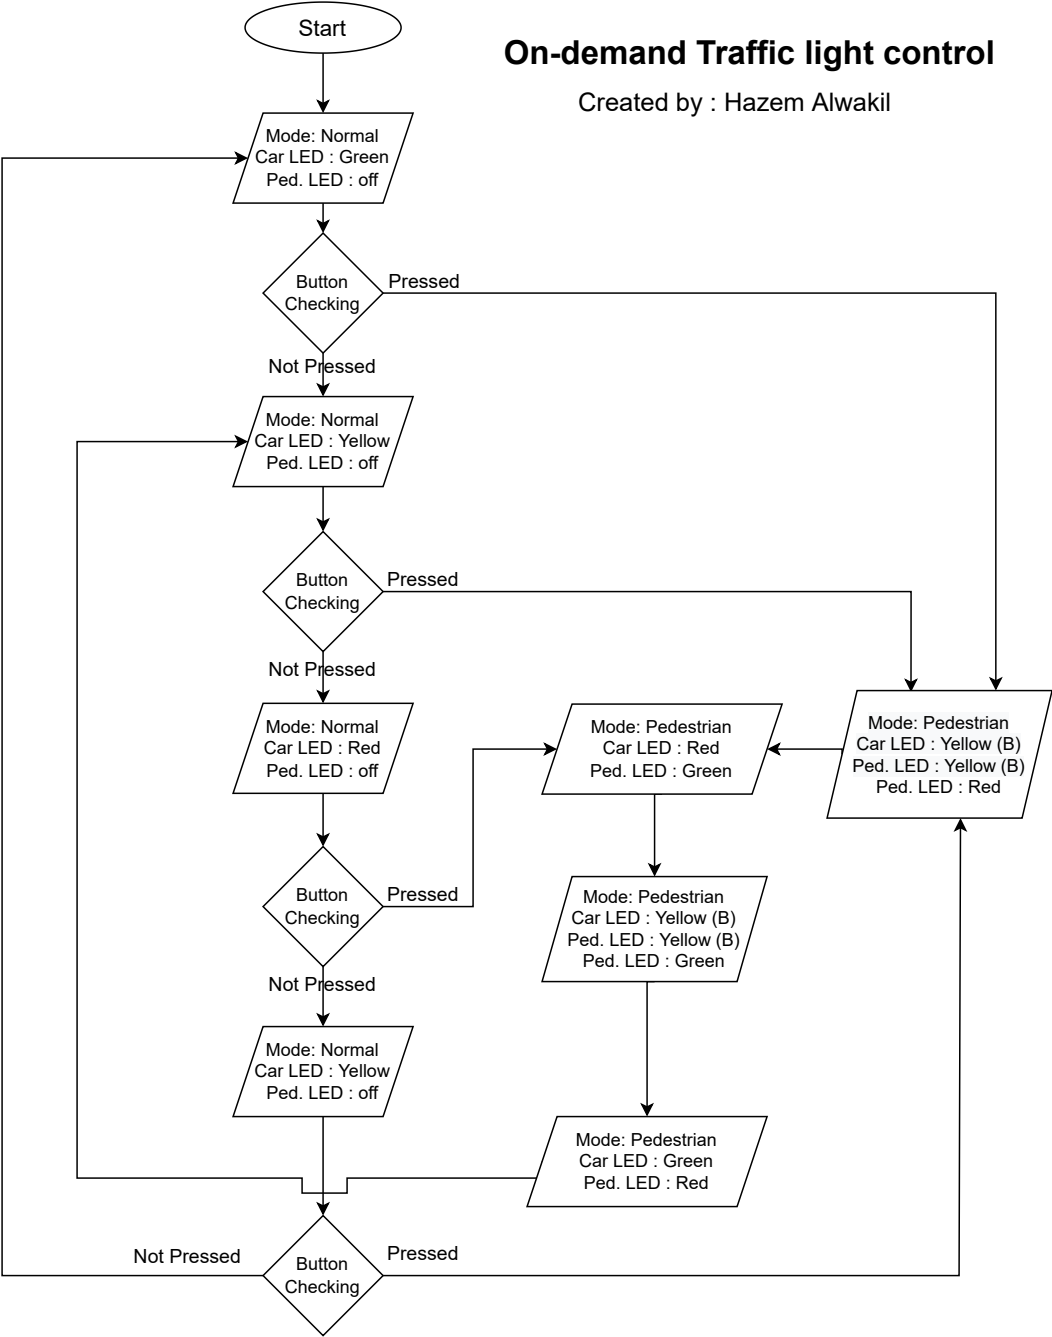 Start
On-demand Traffic light control
Created by : Hazem Alwakil
Mode: Normal
Car LED : Green
Ped. LED : off
Button
Checking
Pressed
Not Pressed
Mode: Normal
Car LED : Yellow
Ped. LED : off
Button
Checking
Pressed
Not Pressed
Mode: Normal
Car LED : Red
Ped. LED : off
Mode: Pedestrian
Car LED : Red
Ped. LED : Green
Mode: Pedestrian
Car LED : Yellow (B)
Ped. LED : Yellow (B)
Ped. LED : Red
Button
Checking
Pressed
Not Pressed
Mode: Pedestrian
Car LED : Yellow (B)
Ped. LED : Yellow (B)
Ped. LED : Green
Mode: Normal
Car LED : Yellow
Ped. LED : off
Mode: Pedestrian
Car LED : Green
Ped. LED : Red
Not Pressed
Button
Checking
Pressed